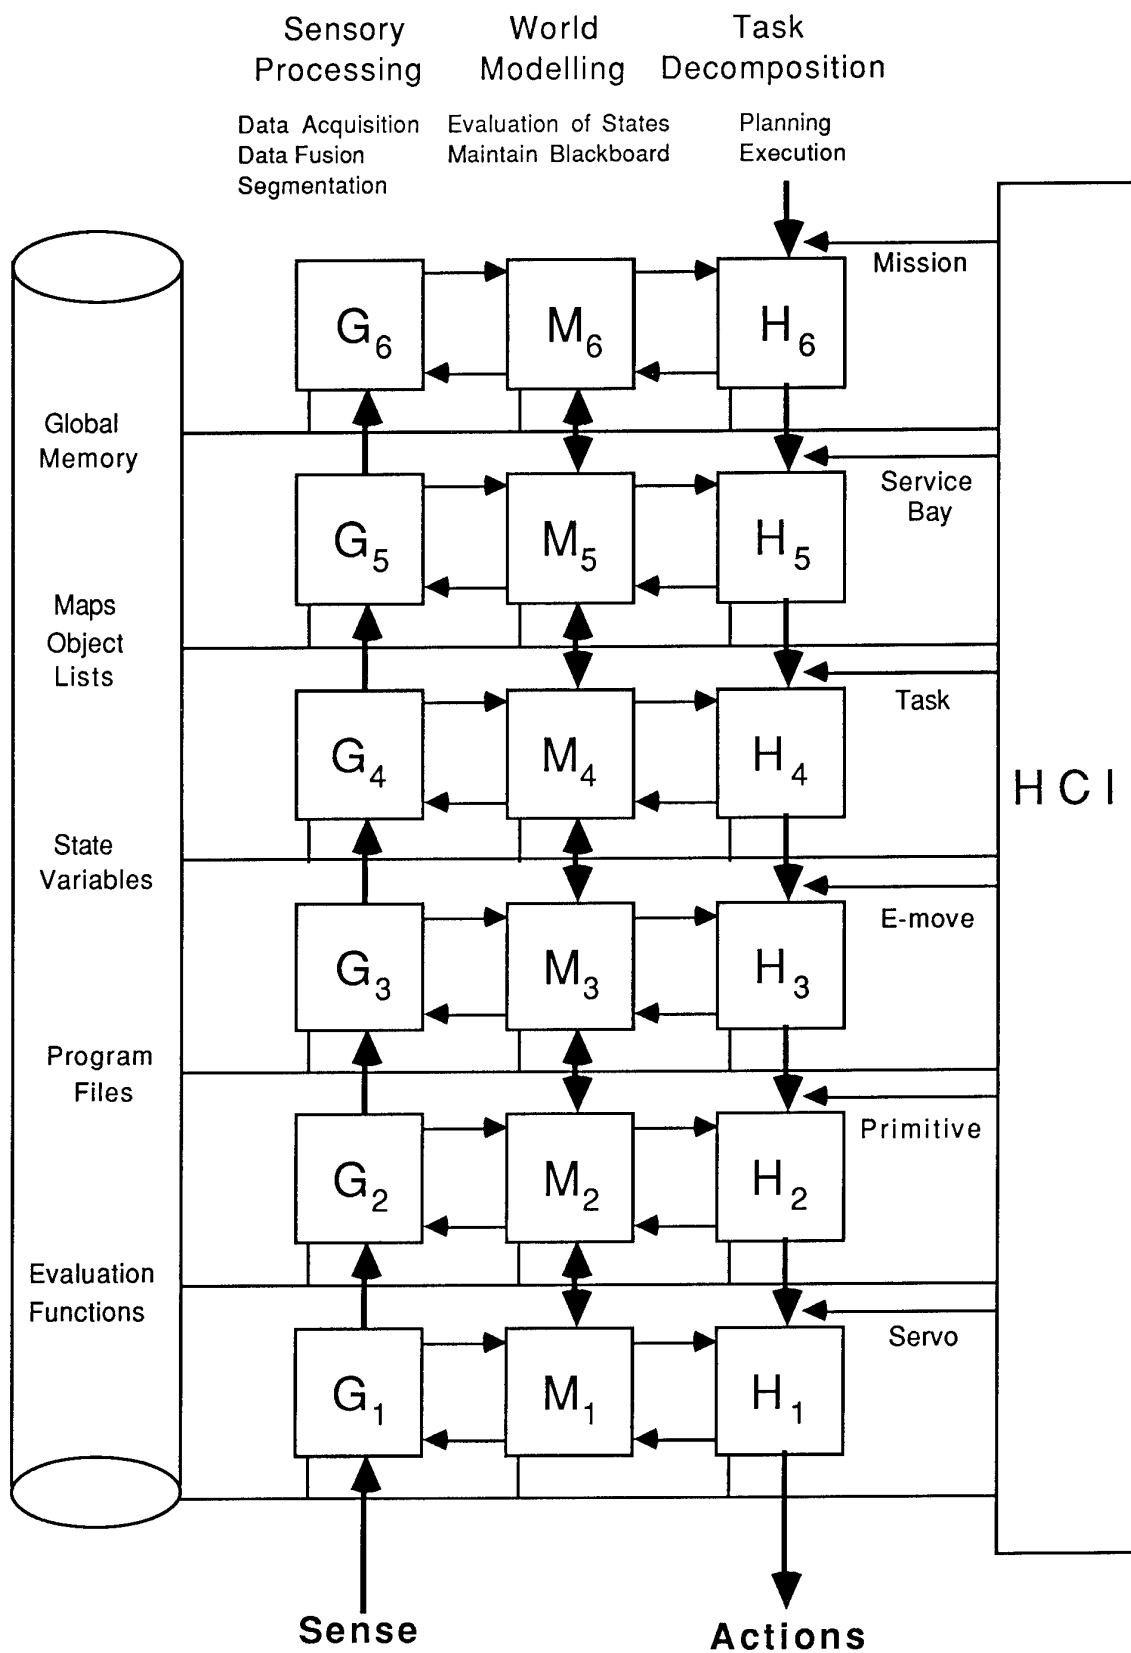 Sensory
Processing
World
Modelling
Task
Decomposition
Data Acquisition
Data Fusion
Segmentation
Evaluation of States
Maintain Blackboard
Planning
Execution
G6
M6
H6
Mission
Global
Memory
G5
M5
H5
Service
Bay
Maps
Object
Lists
G4
M4
H4
Task
HCI
State
Variables
G3
M3
H3
E-move
Program
Files
G2
M2
H2
Primitive
Evaluation
Functions
G1
M1
H1
Servo
Sense
Actions